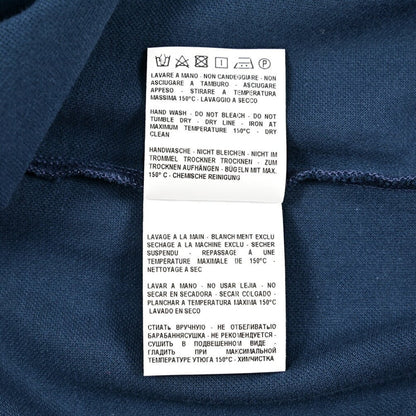 LAVARE A MANO - NON CANDEGGIARE - NON
ASCIUGARE A TAMBURO - ASCIUGARE
APPESO - STIRARE A TEMPERATURA
MASSIMA 150°C - LAVAGGIO A SECCO
HAND WASH - DO NOT BLEACH - DO NOT
TUMBLE DRY - DRY LINE - IRON AT
MAXIMUM TEMPERATURE 150°C - DRY
CLEAN
HANDWÄSCHE - NICHT BLEICHEN - NICHT IM
TROMMEL TROCKNER TROCKNEN - ZUM
TROCKNEN AUFHÄNGEN - BÜGELN MIT MAX.
150°C - CHEMISCHE REINIGUNG
LAVAGE A LA MAIN - BLANCHIMENT EXCLU
SECHAGE A LA MACHINE EXCLU - SECHER
SUSPENDU - REPASSAGE A UNE
TEMPERATURE MAXIMALE DE 150°C -
NETTOYAGE A SEC
LAVAR A MANO - NO USAR LEJIA - NO
SECAR EN SECADORA - SECAR COLGADO -
PLANCHAR A TEMPERATURA MAXIMA 150°C
LAVADO EN SECO
СТИАТЬ ВРУЧНУЮ - НЕ ОТБЕЛИВАТЬ
БАРАБАННЯСУШКА - НЕ РЕКОМЕНДУЕТСЯ -
СУШИТЬ В ПОДВЕШЕННОМ ВИДЕ -
ГЛАДИТЬ ПРИ МАКСИМАЛЬНОЙ
ТЕМПЕРАТУРЕ УТЮГА 150°C - ХИМЧИСТКА